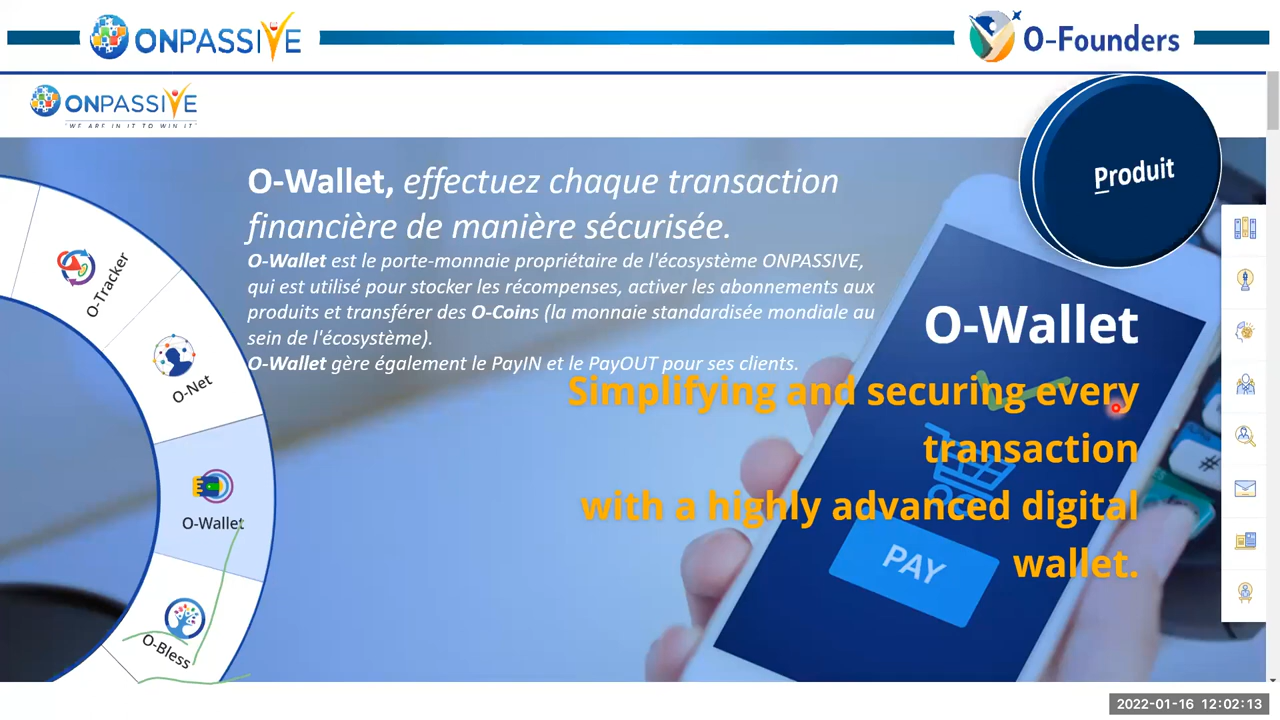 ONPASSIVE
O-Founders
ONPASSIVE
"WE ARE IN IT TO WIN IT"
Produit
O-Wallet, effectuez chaque transaction
financière de manière sécurisée.
O-Wallet est le porte-monnaie propriétaire de l'écosystème ONPASSIVE,
qui est utilisé pour stocker les récompenses, activer les abonnements aux
produits et transférer des O-Coins (la monnaie standardisée mondiale au
sein de l'écosystème).
O-Wallet gère également le PayIN et le PayOUT pour ses clients.
O-Tracker
O-Net
O-Wallet
O-Bless
O-Wallet
Simplifying and securing every
transaction
with a highly advanced digital
wallet.
PAY
#
2022-01-16 12:02:13